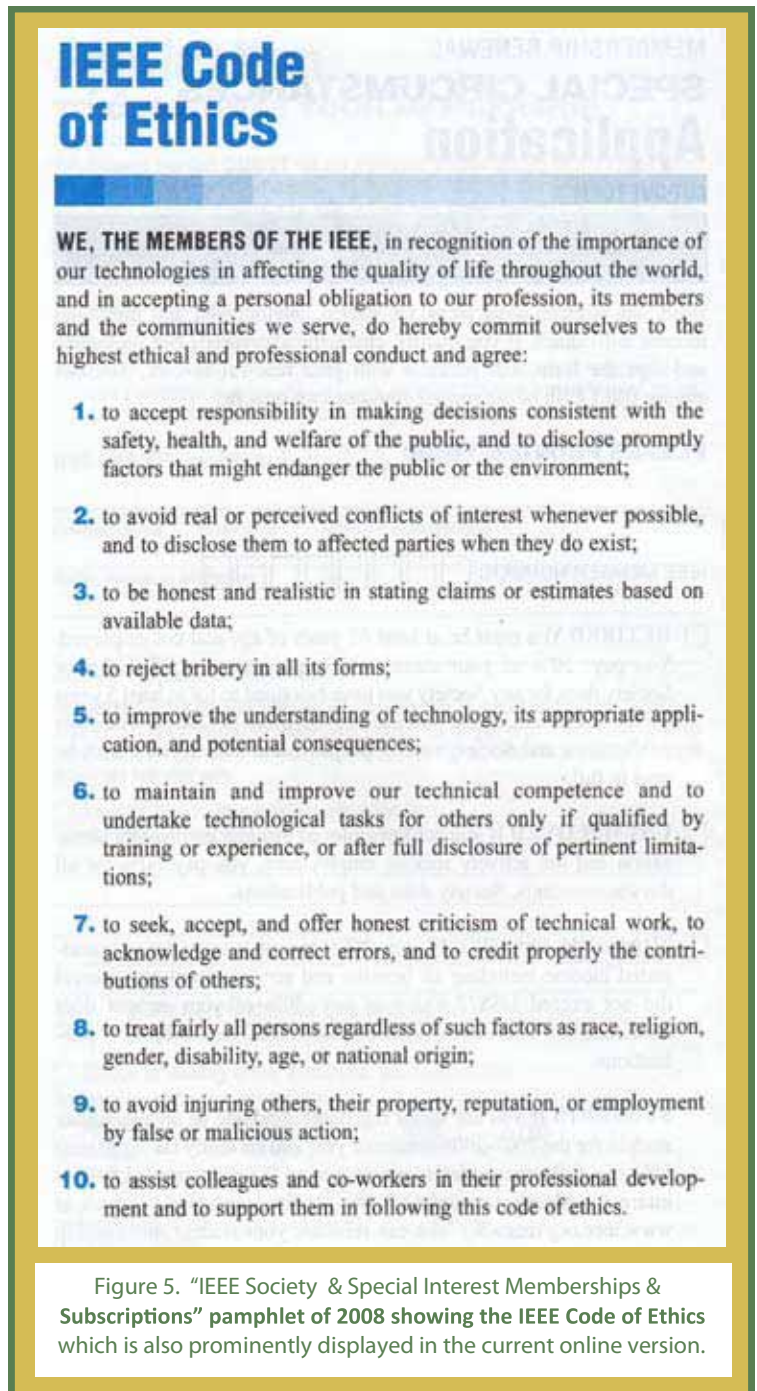 IEEE Code
of Ethics
WE, THE MEMBERS OF THE IEEE, in recognition of the importance of
our technologies in affecting the quality of life throughout the world,
and in accepting a personal obligation to our profession, its members
and the communities we serve, do hereby commit ourselves to the
highest ethical and professional conduct and agree:
1. to accept responsibility in making decisions consistent with the
safety, health, and welfare of the public, and to disclose promptly
factors that might endanger the public or the environment;
2. to avoid real or perceived conflicts of interest whenever possible,
and to disclose them to affected parties when they do exist;
3. to be honest and realistic in stating claims or estimates based on
available data;
4. to reject bribery in all its forms;
5. to improve the understanding of technology, its appropriate appli-
cation, and potential consequences;
6. to maintain and improve our technical competence and to
undertake technological tasks for others only if qualified by
training or experience, or after full disclosure of pertinent limita-
tions;
7. to seek, accept, and offer honest criticism of technical work, to
acknowledge and correct errors, and to credit properly the contri-
butions of others;
8. to treat fairly all persons regardless of such factors as race, religion,
gender, disability, age, or national origin;
9. to avoid injuring others, their property, reputation, or employment
by false or malicious action;
10. to assist colleagues and co-workers in their professional develop-
ment and to support them in following this code of ethics.
Figure 5. “IEEE Society & Special Interest Memberships &
Subscriptions” pamphlet of 2008 showing the IEEE Code of Ethics
which is also prominently displayed in the current online version.